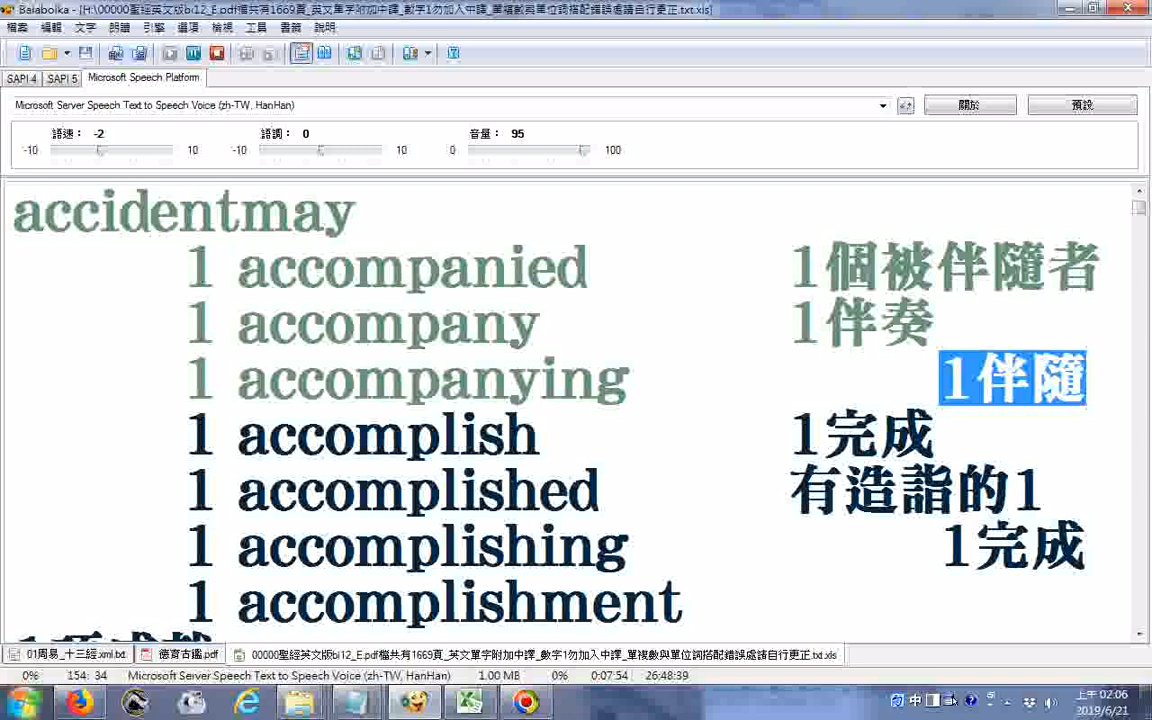 Balabolka - [H:\00000聖經英文版bi12_E.pdf檔共有1669頁_英文單字附加中譯_數字1勿加入中譯_單複數與單位詞搭配錯誤處請自行更正.txt.xls]
檔案 編輯 文字 朗讀 引擎 選項 檢視 工具 書籤 說明
SAPI 4 SAPI 5 Microsoft Speech Platform
Microsoft Server Speech Text to Speech Voice (zh-TW, HanHan) 關於 預設
語速： -2 語調： 0 音量： 95
-10 10 -10 10 0 100
accidentmay
1 accompanied 1個被伴隨者
1 accompany 1伴奏
1 accompanying 1伴隨
1 accomplish 1完成
1 accomplished 有造詣的1
1 accomplishing 1完成
1 accomplishment
01周易_十三經.xml.txt 德育古鑑.pdf 00000聖經英文版bi12_E.pdf檔共有1669頁_英文單字附加中譯_數字1勿加入中譯_單複數與單位詞搭配錯誤處請自行更正.txt.xls
0% 154: 34 Microsoft Server Speech Text to Speech Voice (zh-TW, HanHan) 1.00 MB 0% 0:07:54 26:48:39
中 上午 02:06
2019/6/21